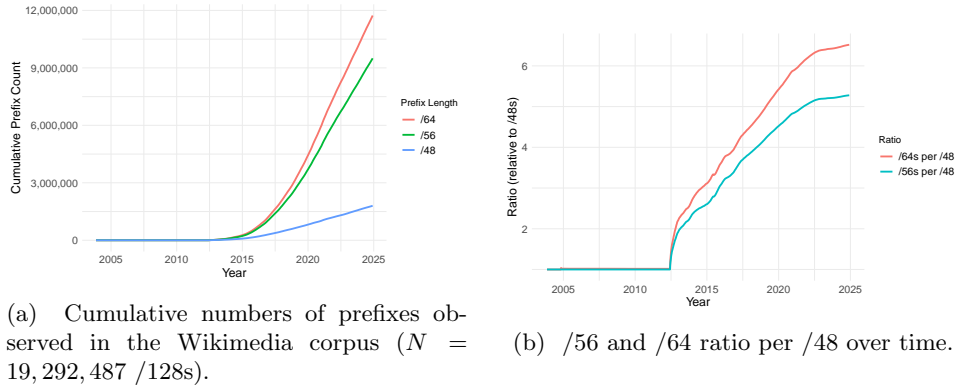 12,000,000
9,000,000
6,000,000
3,000,000
0
Cumulative Prefix Count
2005 2010 2015 2020 2025
Year
Prefix Length
/64
/56
/48
(a) Cumulative numbers of prefixes ob-
served in the Wikimedia corpus (N =
19, 292, 487 /128s).
6
4
2
Ratio (relative to /48s)
2005 2010 2015 2020 2025
Year
Ratio
/64s per /48
/56s per /48
(b) /56 and /64 ratio per /48 over time.